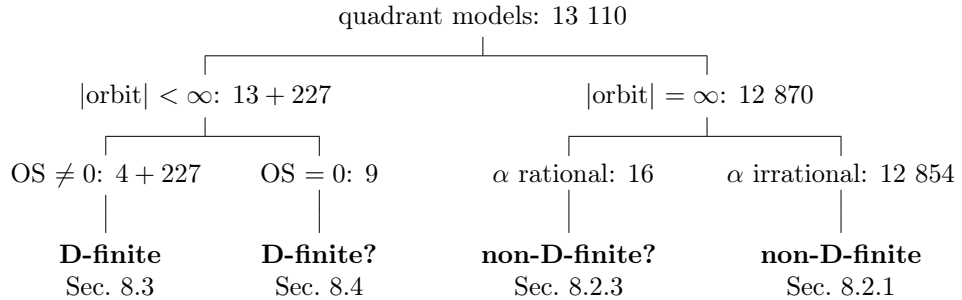 quadrant models: 13 110
|orbit| < ∞: 13 + 227
|orbit| = ∞: 12 870
OS ≠ 0: 4 + 227
OS = 0: 9
α rational: 16
α irrational: 12 854
D-finite
D-finite?
non-D-finite?
non-D-finite
Sec. 8.3
Sec. 8.4
Sec. 8.2.3
Sec. 8.2.1